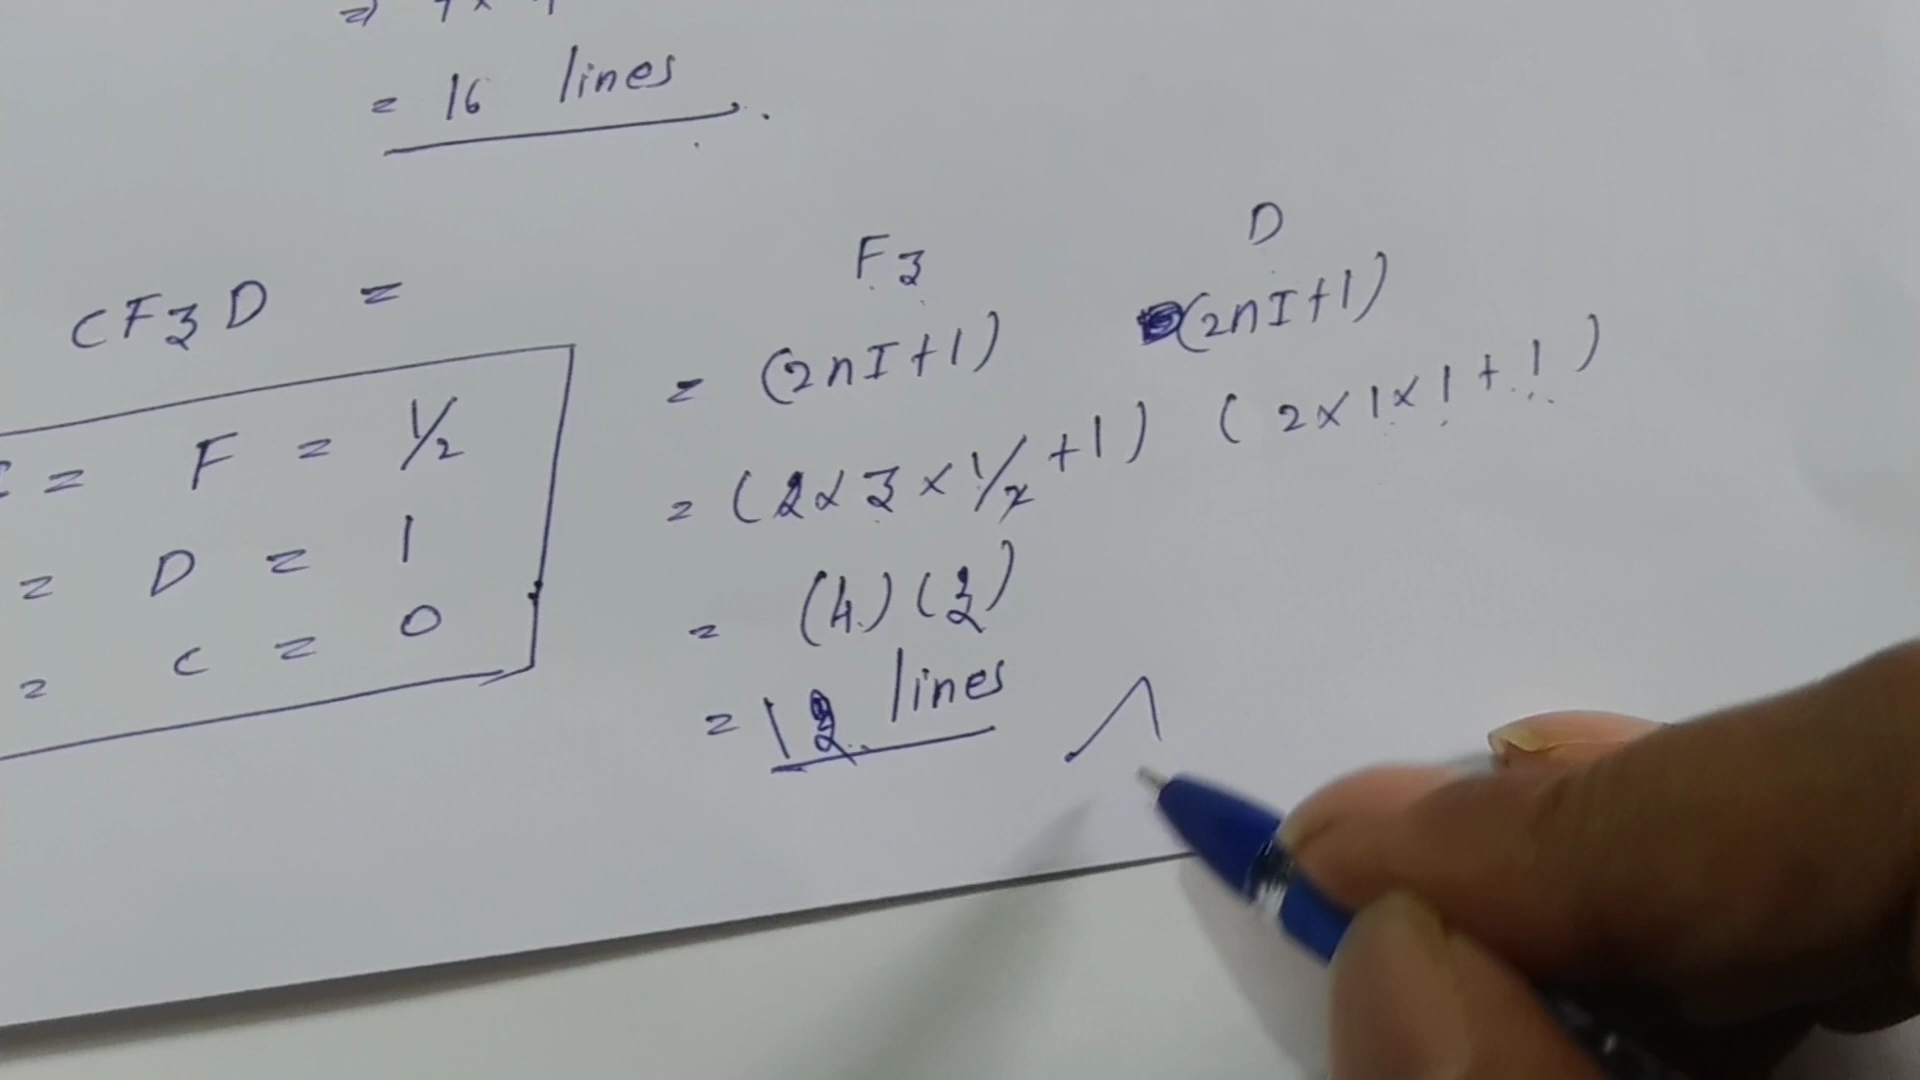 = 16 lines
CF3D =
F3 D
= (2nI+1) (2nI+1)
= (2×3×1/2+1) (2×1×1+1)
= (4)(3)
= 12 lines
= F = 1/2
= D = 1
= C = 0